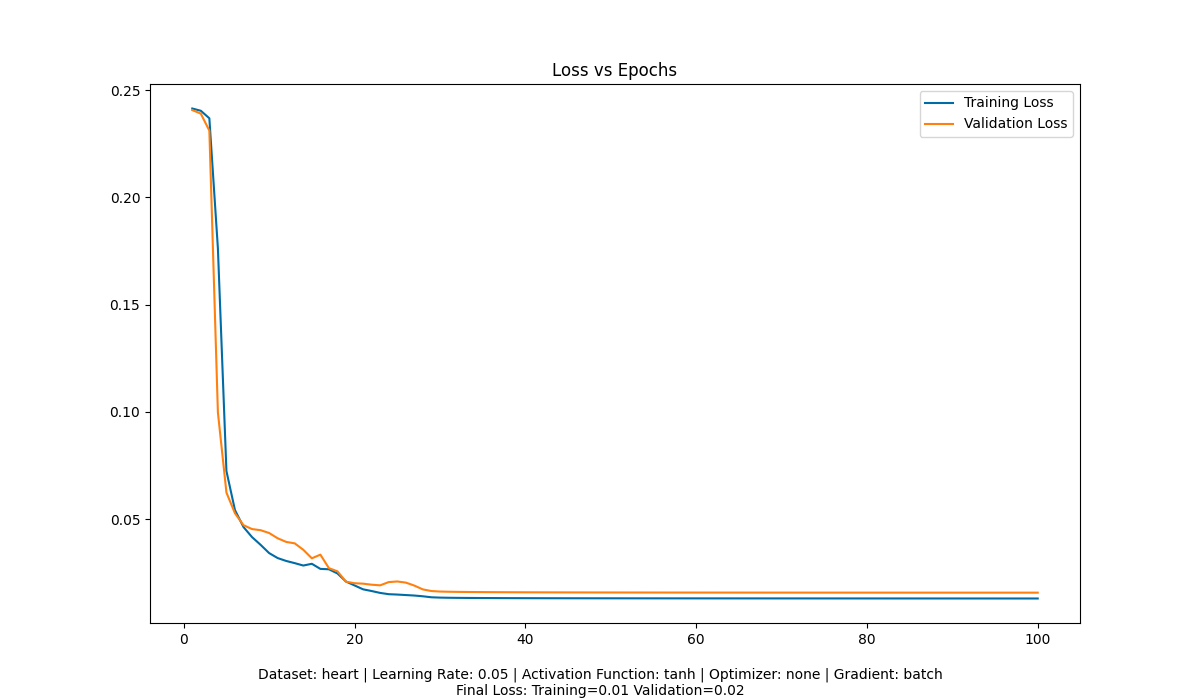 Loss vs Epochs
0.25
Training Loss
Validation Loss
0.20
0.15
0.10
0.05
0 20 40 60 80 100
Dataset: heart | Learning Rate: 0.05 | Activation Function: tanh | Optimizer: none | Gradient: batch
Final Loss: Training=0.01 Validation=0.02